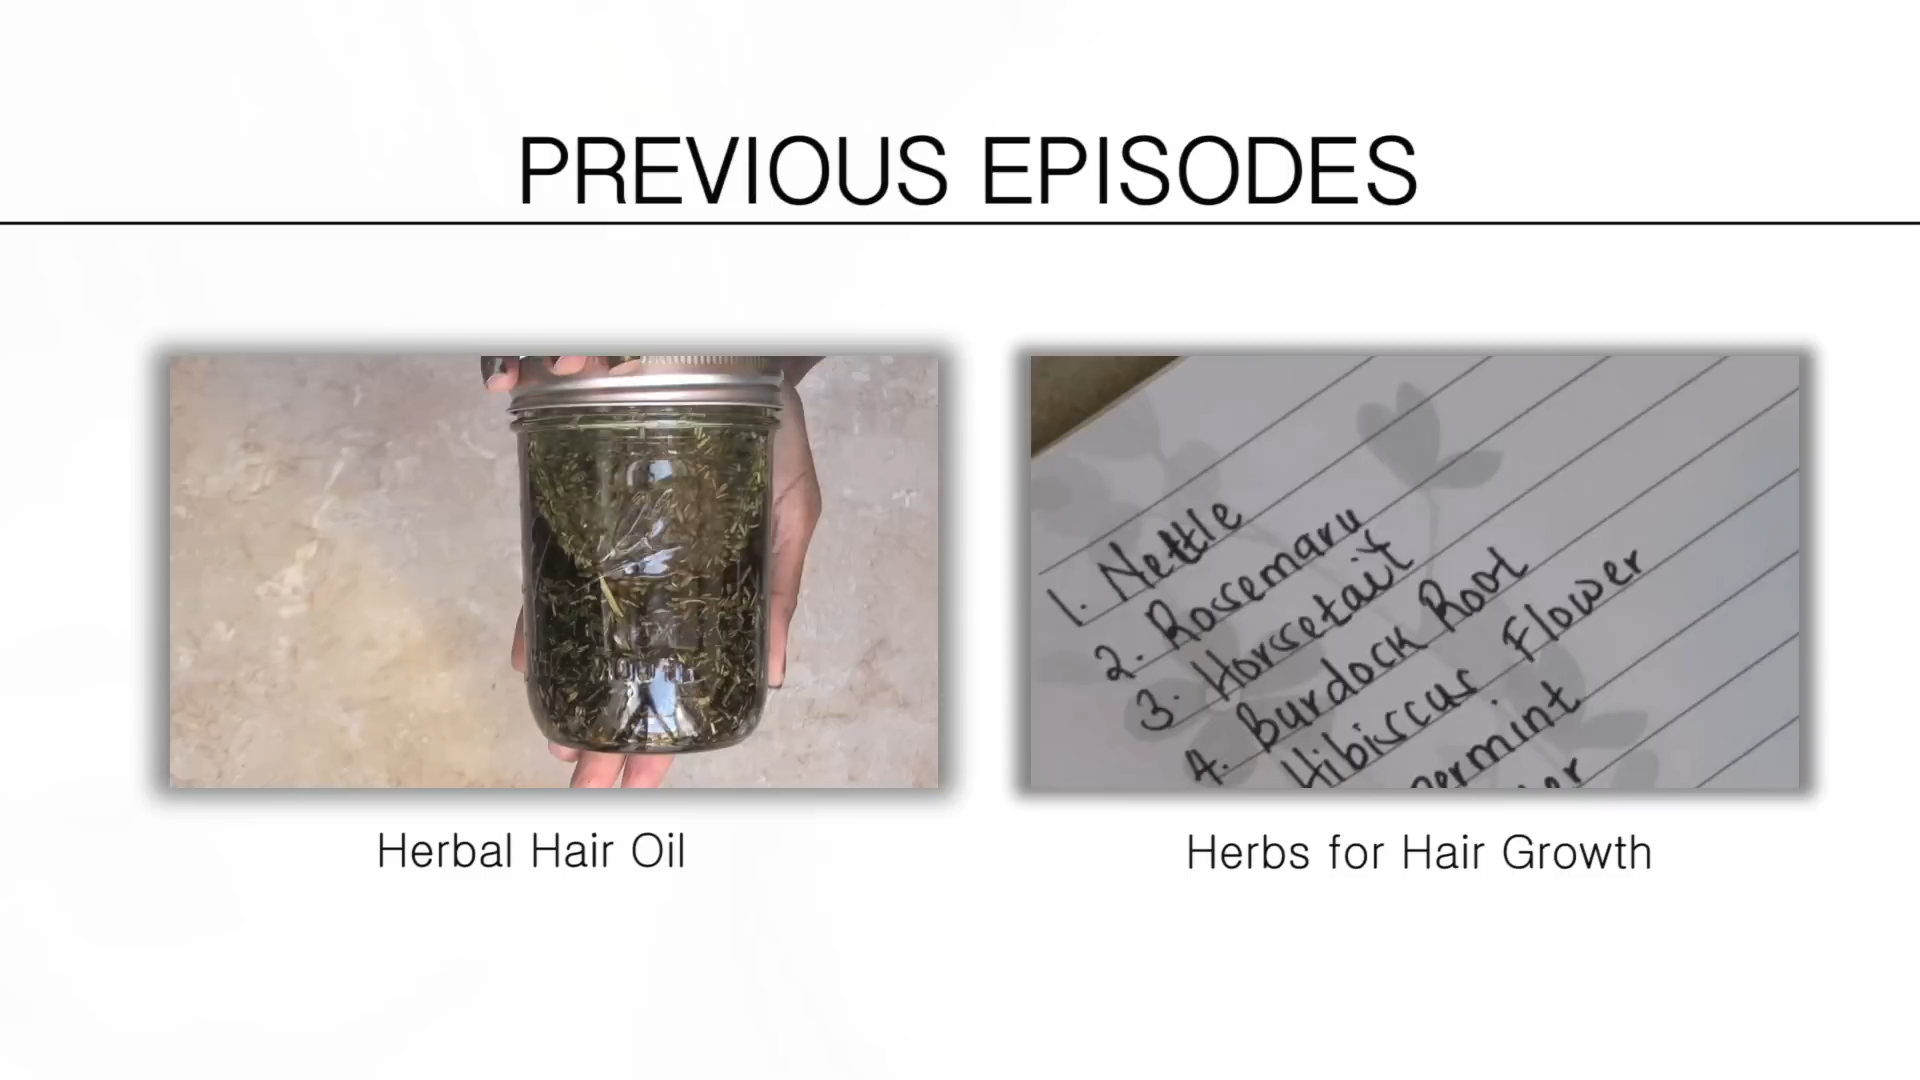 PREVIOUS EPISODES
1. Nettle
2. Rosemary
3. Horsetail
4. Burdock Root
Hibiscus Flower
permint
Herbal Hair Oil
Herbs for Hair Growth